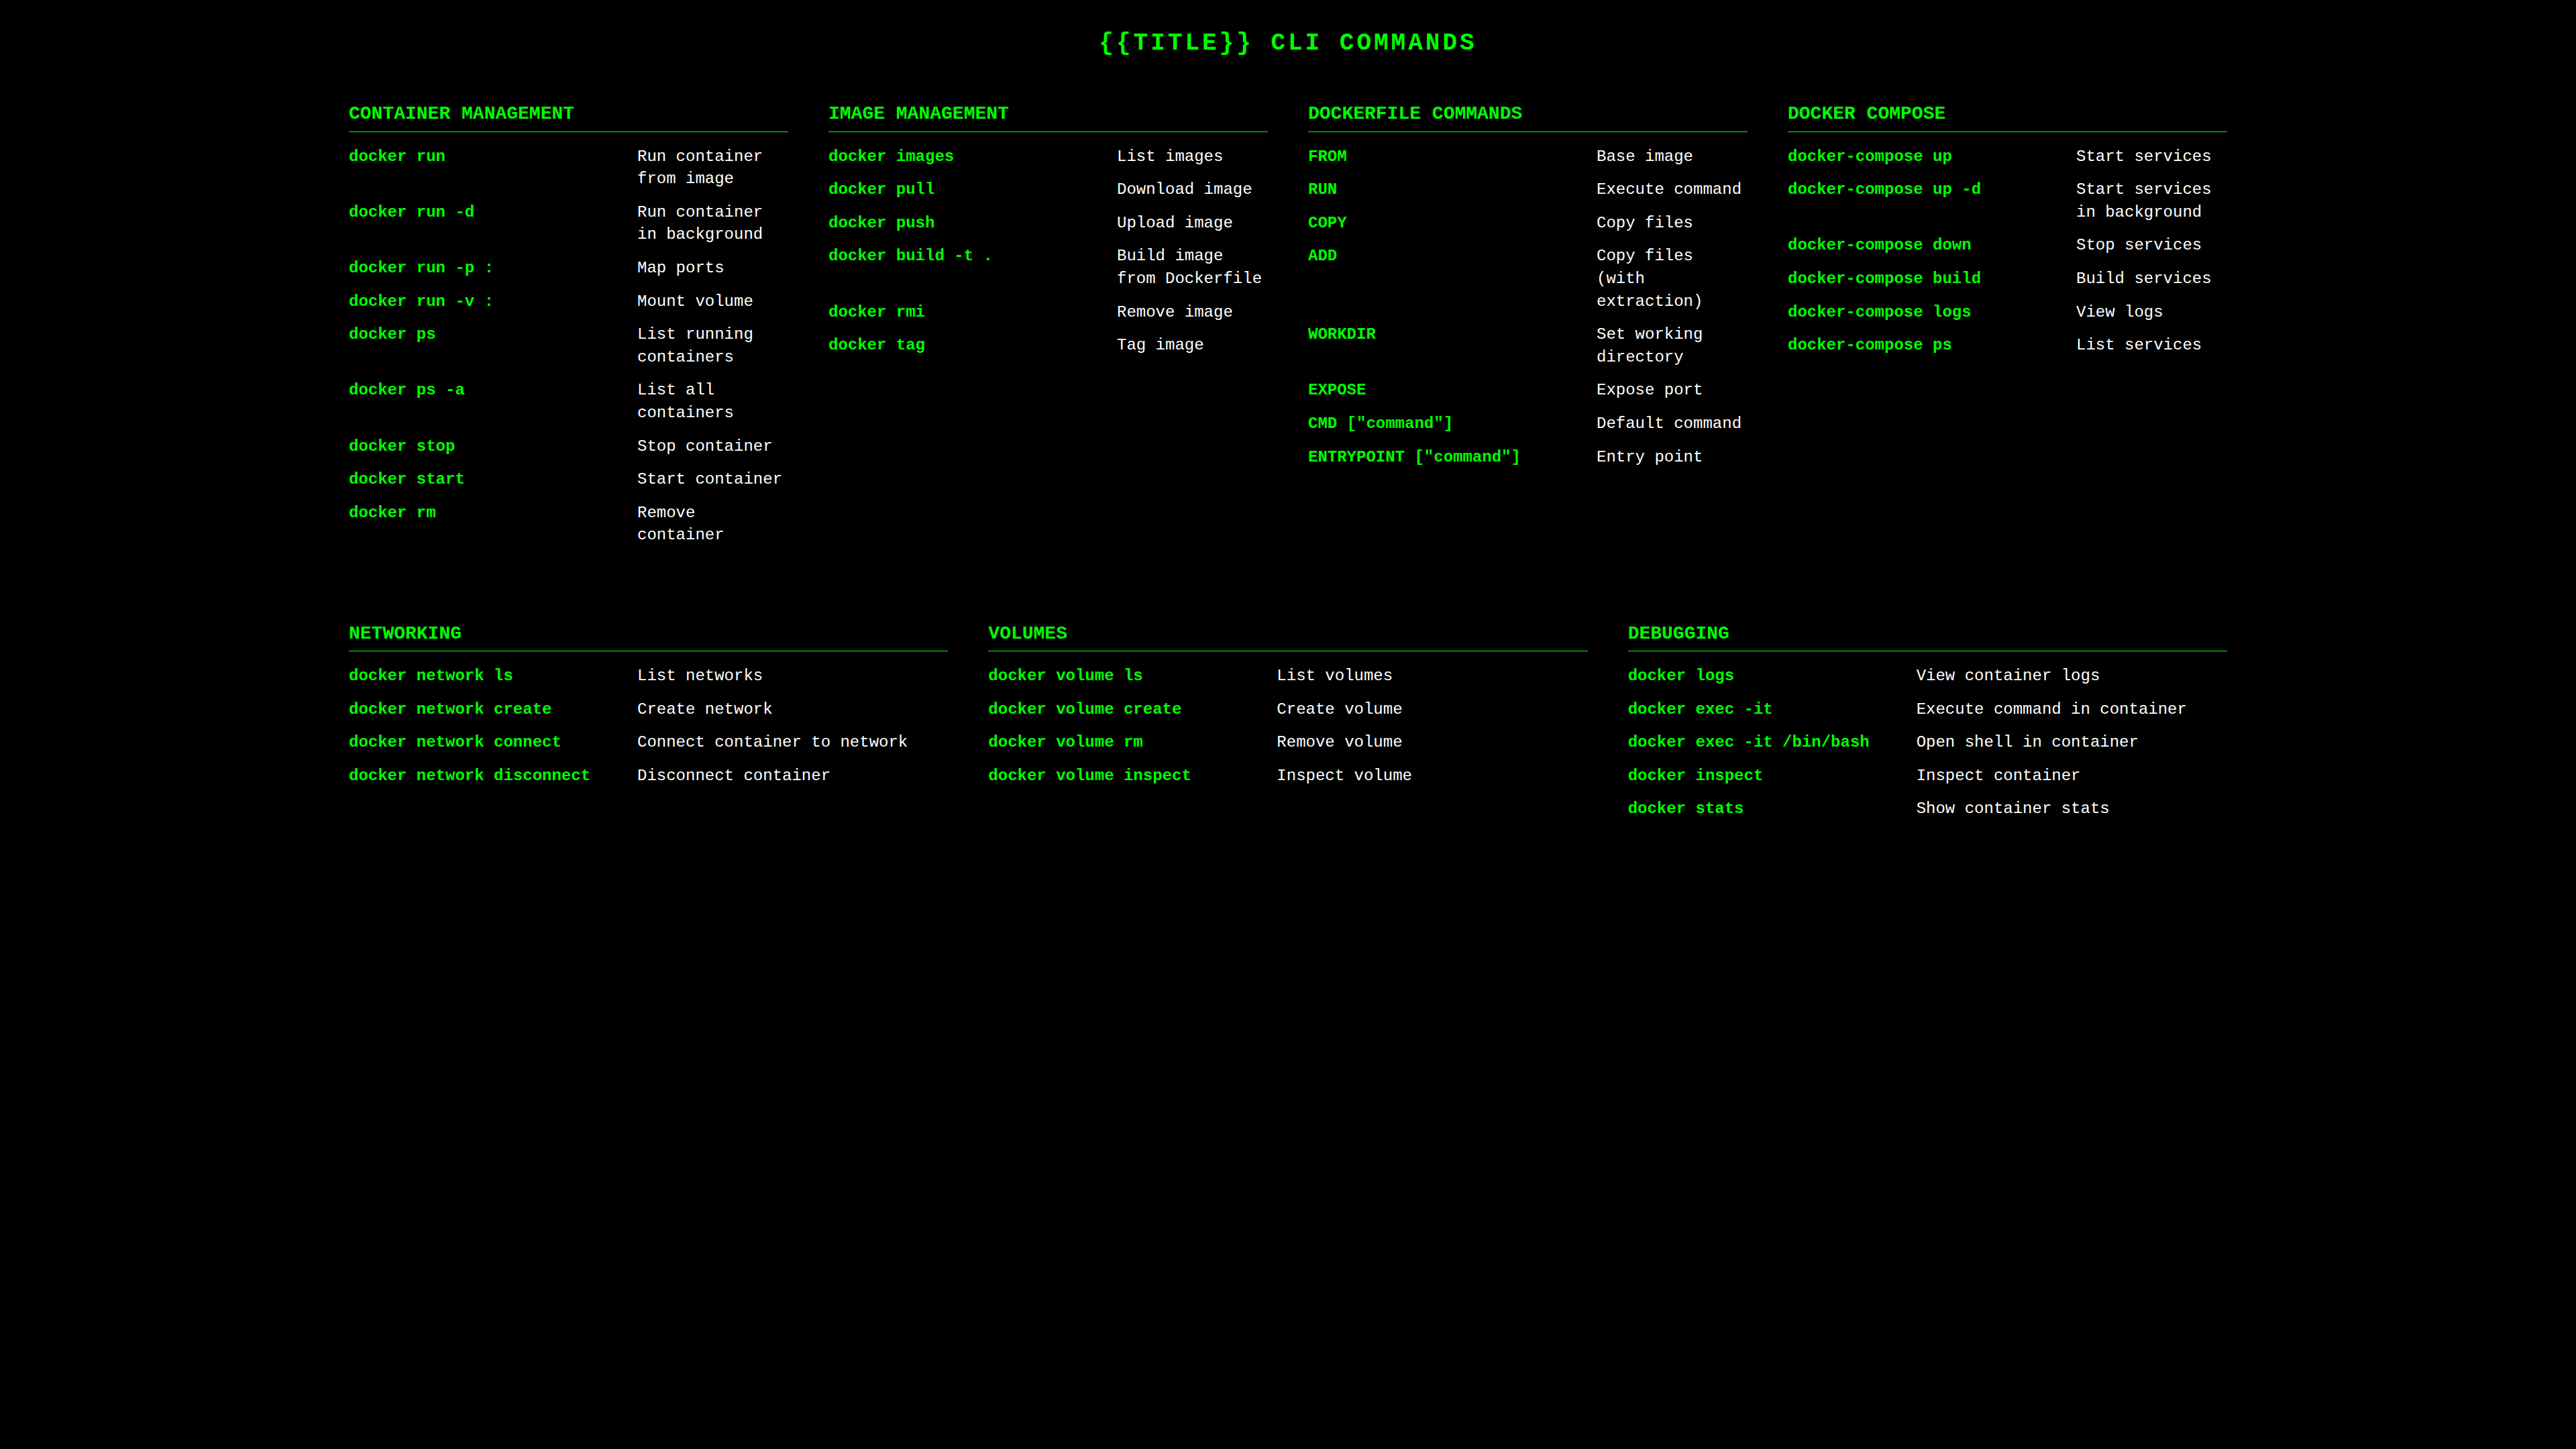 {{TITLE}} CLI COMMANDS
CONTAINER MANAGEMENT
docker run Run container
from image
docker run -d Run container
in background
docker run -p : Map ports
docker run -v : Mount volume
docker ps List running
containers
docker ps -a List all
containers
docker stop Stop container
docker start Start container
docker rm Remove
container
IMAGE MANAGEMENT
docker images List images
docker pull Download image
docker push Upload image
docker build -t . Build image
from Dockerfile
docker rmi Remove image
docker tag Tag image
DOCKERFILE COMMANDS
FROM Base image
RUN Execute command
COPY Copy files
ADD Copy files
(with
extraction)
WORKDIR Set working
directory
EXPOSE Expose port
CMD ["command"] Default command
ENTRYPOINT ["command"] Entry point
DOCKER COMPOSE
docker-compose up Start services
docker-compose up -d Start services
in background
docker-compose down Stop services
docker-compose build Build services
docker-compose logs View logs
docker-compose ps List services
NETWORKING
docker network ls List networks
docker network create Create network
docker network connect Connect container to network
docker network disconnect Disconnect container
VOLUMES
docker volume ls List volumes
docker volume create Create volume
docker volume rm Remove volume
docker volume inspect Inspect volume
DEBUGGING
docker logs View container logs
docker exec -it Execute command in container
docker exec -it /bin/bash Open shell in container
docker inspect Inspect container
docker stats Show container stats